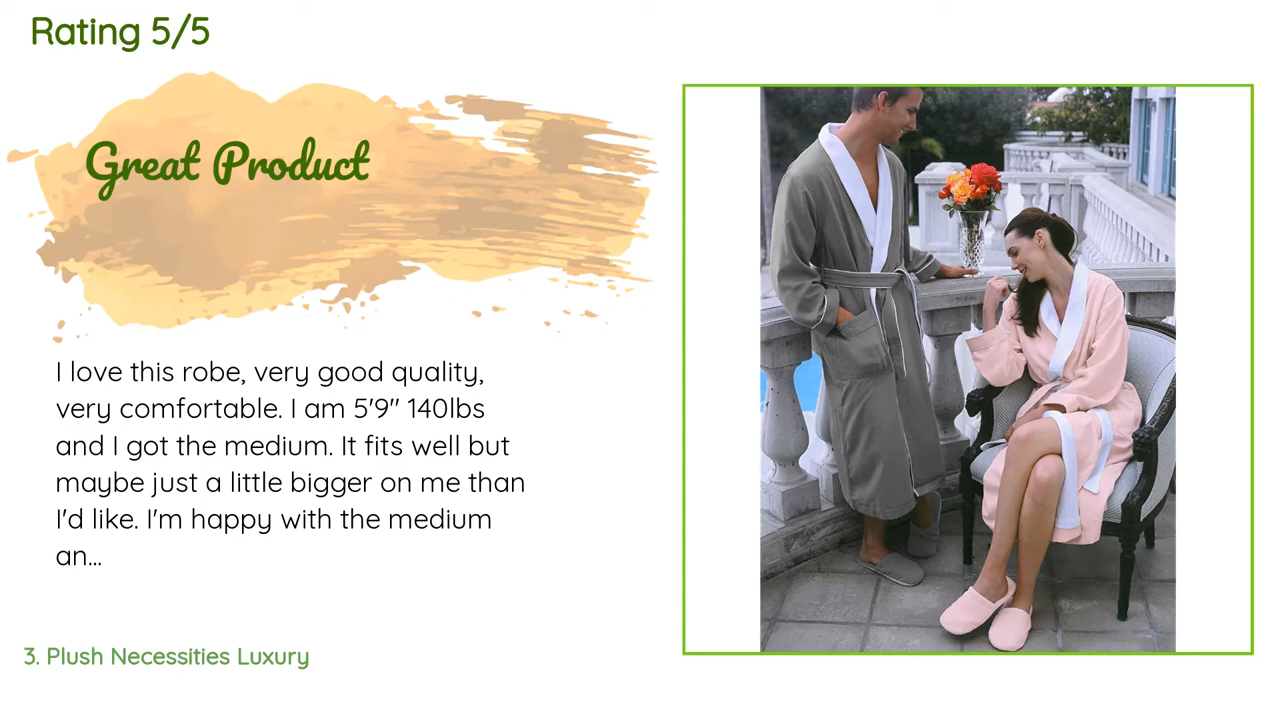 Rating 5/5
Great Product
I love this robe, very good quality,
very comfortable. I am 5'9" 140lbs
and I got the medium. It fits well but
maybe just a little bigger on me than
I'd like. I'm happy with the medium
an...
3. Plush Necessities Luxury